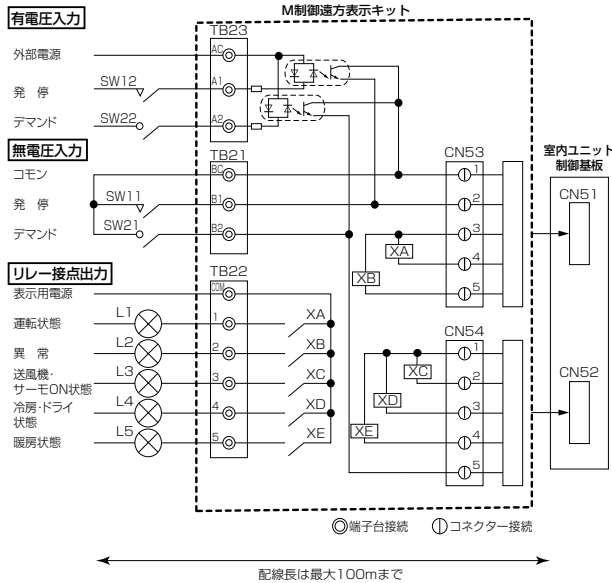 有電圧入力
M制御遠方表示キット
TB23
外部電源
AC
発 停
SW12
A1
デマンド
SW22
A2
無電圧入力
TB21
CN53
室内ユニット
制御基板
コモン
BC
1
CN51
発 停
SW11
B1
2
デマンド
SW21
B2
3
XA
4
XB
5
リレー接点出力
TB22
表示用電源
COM
CN54
運転状態
L1
1
XA
1
異 常
L2
2
XB
XC
2
CN52
送風機・
サーモON状態
L3
3
XC
XD
3
冷房・ドライ
状態
L4
4
XD
XE
4
暖房状態
L5
5
XE
5
端子台接続
コネクター接続
配線長は最大100mまで